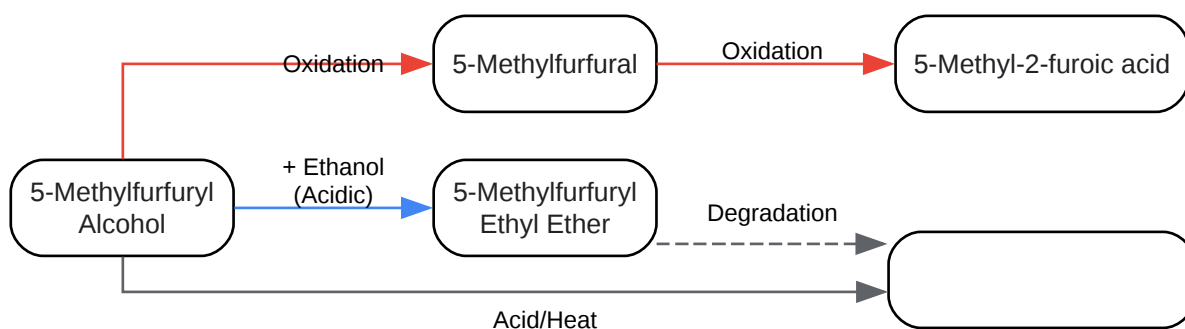 Oxidation
5-Methylfurfural
Oxidation
5-Methyl-2-furoic acid
5-Methylfurfuryl
Alcohol
+ Ethanol
(Acidic)
5-Methylfurfuryl
Ethyl Ether
Degradation
Acid/Heat